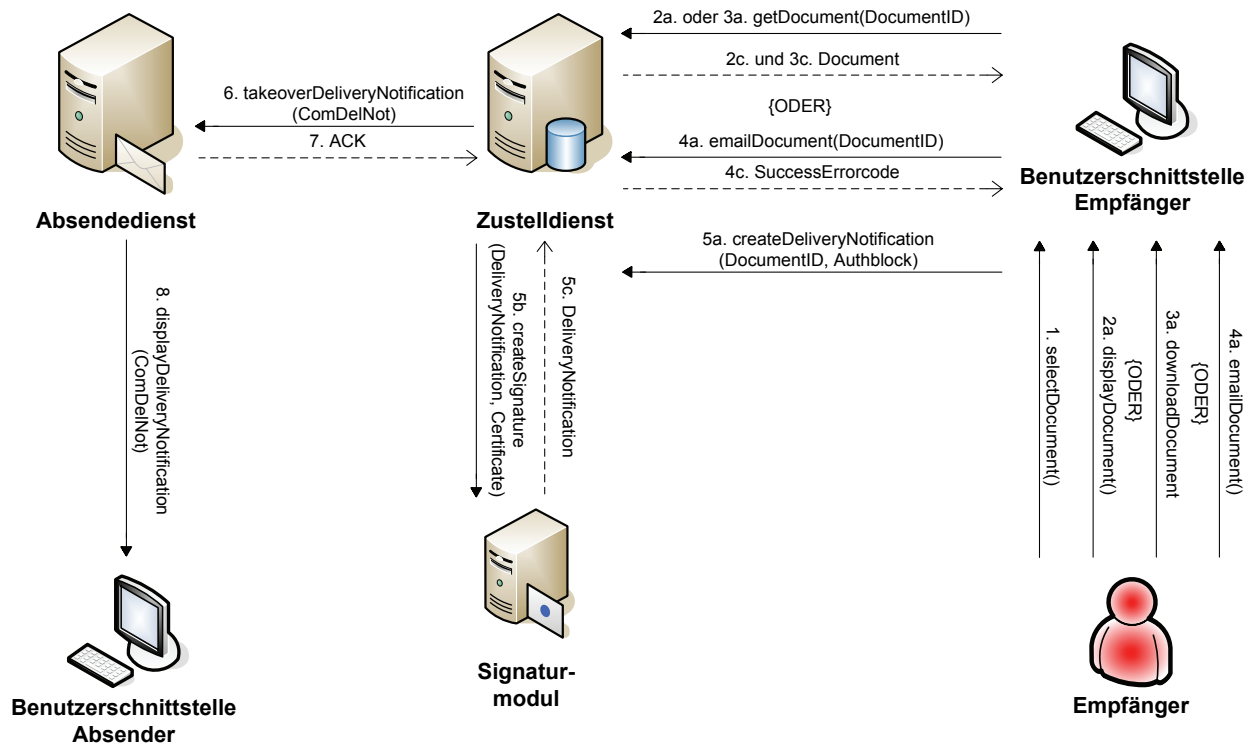 2a. oder 3a. getDocument(DocumentID)
2c. und 3c. Document
{ODER}
6. takeoverDeliveryNotification
(ComDelNot)
7. ACK
4a. emailDocument(DocumentID)
4c. SuccessErrorcode
Benutzerschnittstelle
Empfänger
Absendedienst
Zustelldienst
5a. createDeliveryNotification
(DocumentID, Authblock)
8. displayDeliveryNotification
(ComDelNot)
5b. createSignature
(DeliveryNotification, Certificate)
5c. DeliveryNotification
1. selectDocument()
2a. displayDocument()
{ODER}
3a. downloadDocument
{ODER}
4a. emailDocument()
Signatur-
modul
Benutzerschnittstelle
Absender
Empfänger